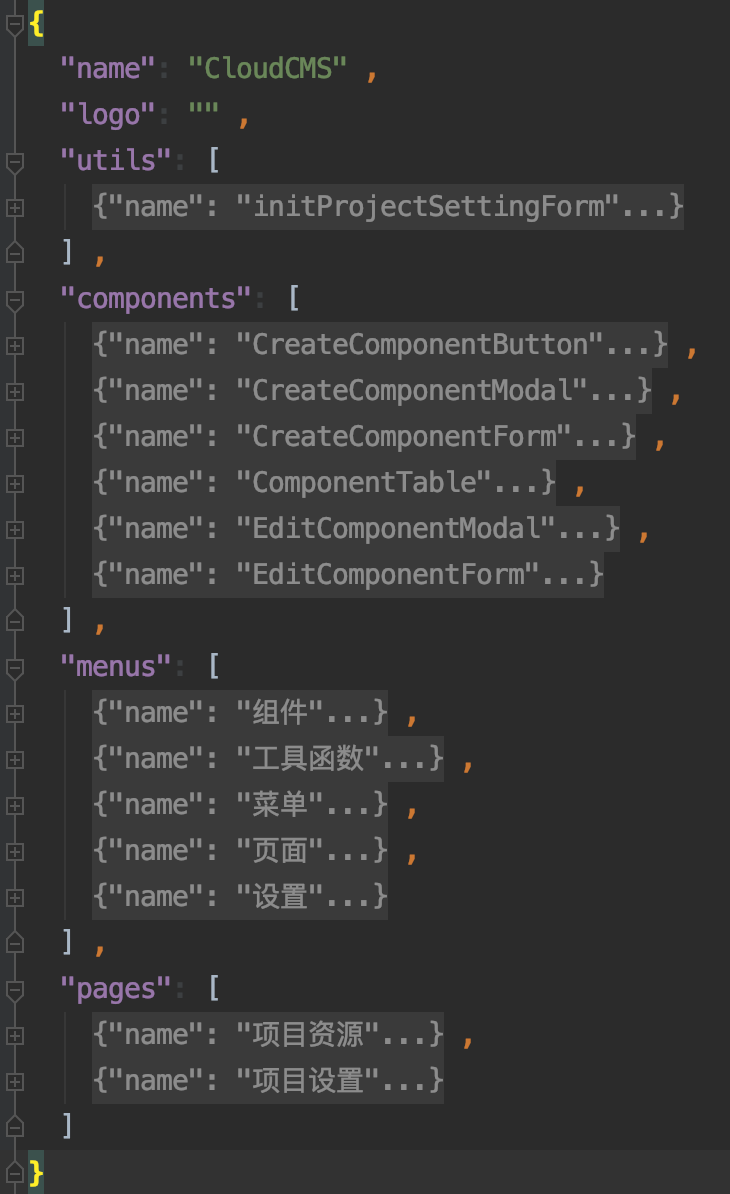 {
"name": "CloudCMS" ,
"logo": "" ,
"utils": [
{"name": "initProjectSettingForm"...}
] ,
"components": [
{"name": "CreateComponentButton"...} ,
{"name": "CreateComponentModal"...} ,
{"name": "CreateComponentForm"...} ,
{"name": "ComponentTable"...} ,
{"name": "EditComponentModal"...} ,
{"name": "EditComponentForm"...}
] ,
"menus": [
{"name": "组件"...} ,
{"name": "工具函数"...} ,
{"name": "菜单"...} ,
{"name": "页面"...} ,
{"name": "设置"...}
] ,
"pages": [
{"name": "项目资源"...} ,
{"name": "项目设置"...}
]
}